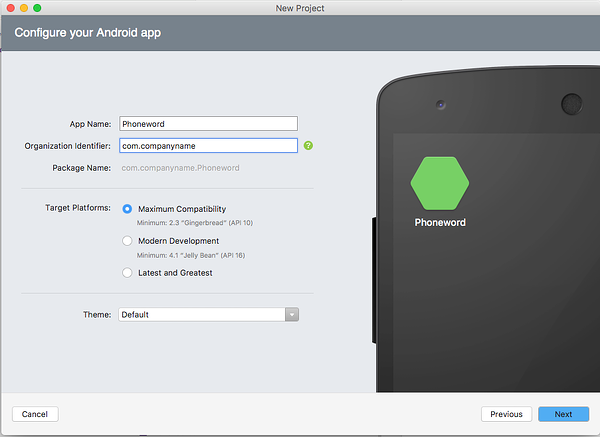 New Project
Configure your Android app
App Name: Phoneword
Organization Identifier: com.companyname ?
Package Name: com.companyname.Phoneword
Target Platforms: Maximum Compatibility
Minimum: 2.3 "Gingerbread" (API 10)
Modern Development
Minimum: 4.1 "Jelly Bean" (API 16)
Latest and Greatest
Theme: Default
Phoneword
Cancel Previous Next